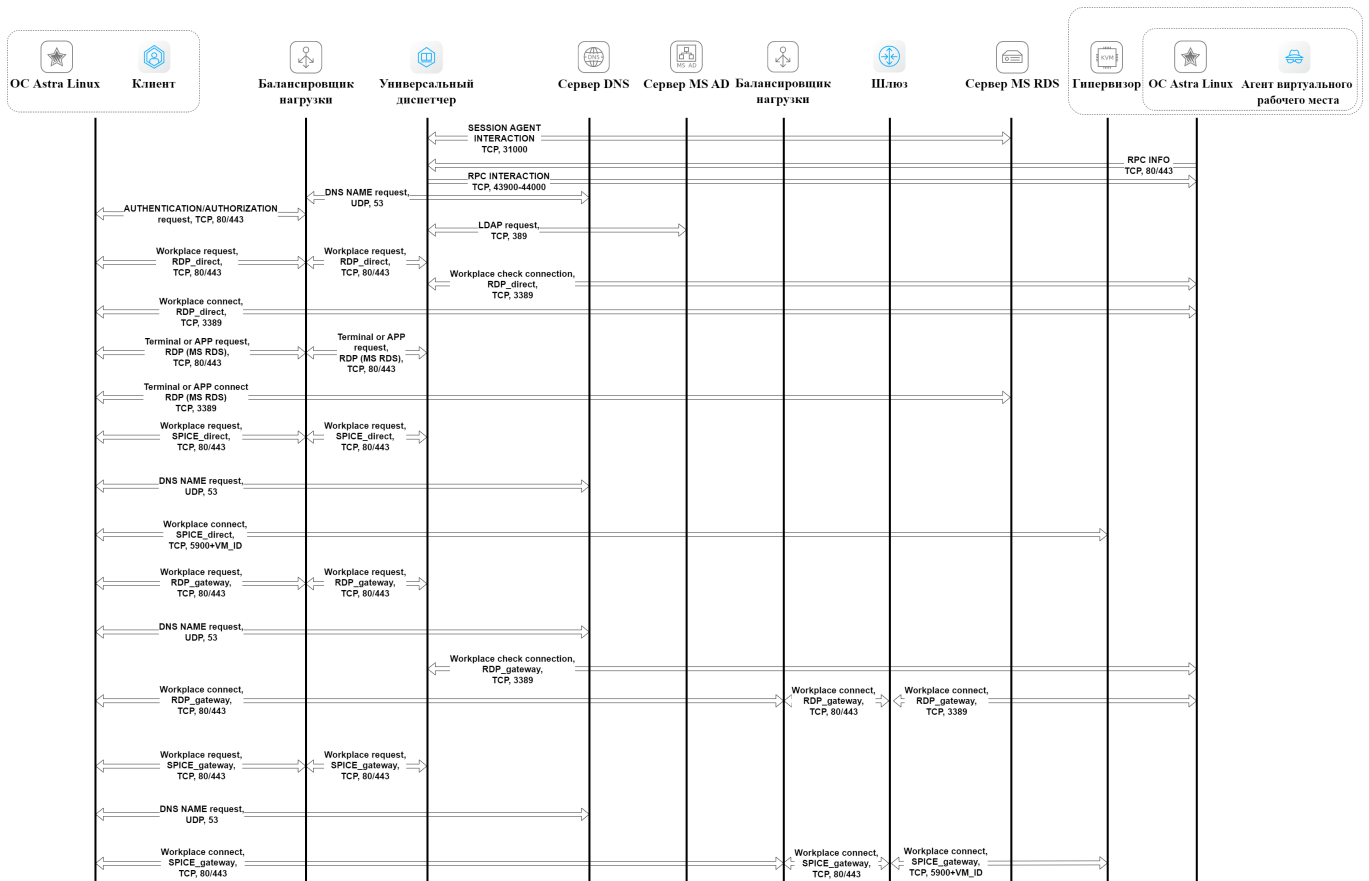 DNS
MS AD
KVM
ОС Astra Linux
Клиент
Балансировщик
нагрузки
Универсальный
диспетчер
Сервер DNS
Сервер MS AD
Балансировщик
нагрузки
Шлюз
Сервер MS RDS
Гипервизор
ОС Astra Linux
Агент виртуального
рабочего места
SESSION AGENT
INTERACTION
TCP, 31000
RPC INFO
TCP, 80/443
RPC INTERACTION
TCP, 43900-44000
DNS NAME request,
UDP, 53
AUTHENTICATION/AUTHORIZATION
request, TCP, 80/443
LDAP request,
TCP, 389
Workplace request,
RDP_direct,
TCP, 80/443
Workplace request,
RDP_direct,
TCP, 80/443
Workplace check connection,
RDP_direct,
TCP, 3389
Workplace connect,
RDP_direct,
TCP, 3389
Terminal or APP request,
RDP (MS RDS),
TCP, 80/443
Terminal or APP
request,
RDP (MS RDS),
TCP, 80/443
Terminal or APP connect
RDP (MS RDS)
TCP, 3389
Workplace request,
SPICE_direct,
TCP, 80/443
Workplace request,
SPICE_direct,
TCP, 80/443
DNS NAME request,
UDP, 53
Workplace connect,
SPICE_direct,
TCP, 5900+VM_ID
Workplace request,
RDP_gateway,
TCP, 80/443
Workplace request,
RDP_gateway,
TCP, 80/443
DNS NAME request,
UDP, 53
Workplace check connection,
RDP_gateway,
TCP, 3389
Workplace connect,
RDP_gateway,
TCP, 80/443
Workplace connect,
RDP_gateway,
TCP, 80/443
Workplace connect,
RDP_gateway,
TCP, 3389
Workplace request,
SPICE_gateway,
TCP, 80/443
Workplace request,
SPICE_gateway,
TCP, 80/443
DNS NAME request,
UDP, 53
Workplace connect,
SPICE_gateway,
TCP, 80/443
Workplace connect,
SPICE_gateway,
TCP, 80/443
Workplace connect,
SPICE_gateway,
TCP, 5900+VM_ID